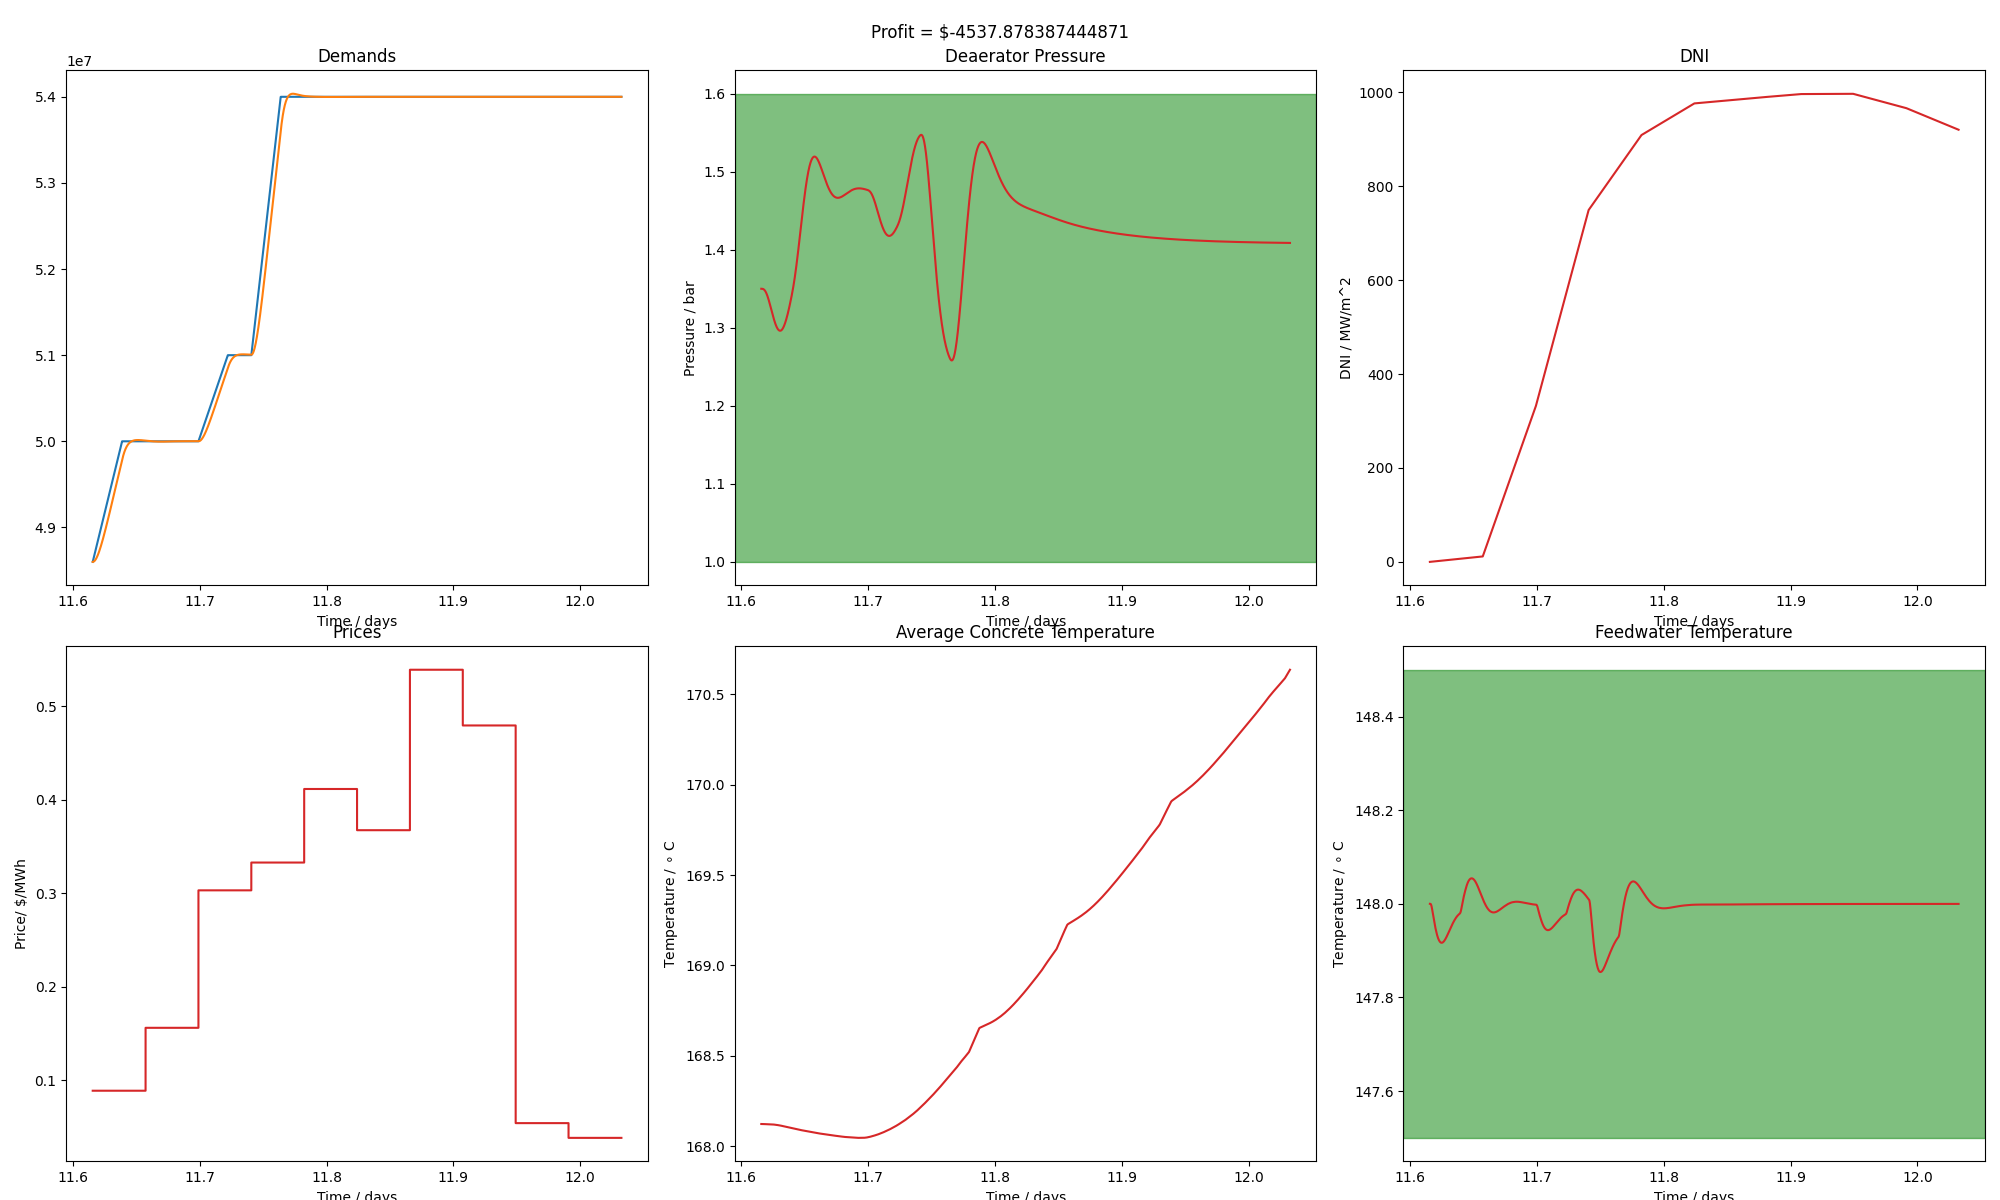 Profit = $-4537.878387444871
Demands
1e7
5.4
5.3
5.2
5.1
5.0
4.9
11.6 11.7 11.8 11.9 12.0
Time / days
Deaerator Pressure
Pressure / bar
1.6
1.5
1.4
1.3
1.2
1.1
1.0
11.6 11.7 11.8 11.9 12.0
Time / days
DNI
DNI / MW/m^2
1000
800
600
400
200
0
11.6 11.7 11.8 11.9 12.0
Time / days
Prices
Price/ $/MWh
0.5
0.4
0.3
0.2
0.1
11.6 11.7 11.8 11.9 12.0
Time / days
Average Concrete Temperature
Temperature / ∘ C
170.5
170.0
169.5
169.0
168.5
168.0
11.6 11.7 11.8 11.9 12.0
Time / days
Feedwater Temperature
Temperature / ∘ C
148.4
148.2
148.0
147.8
147.6
11.6 11.7 11.8 11.9 12.0
Time / days